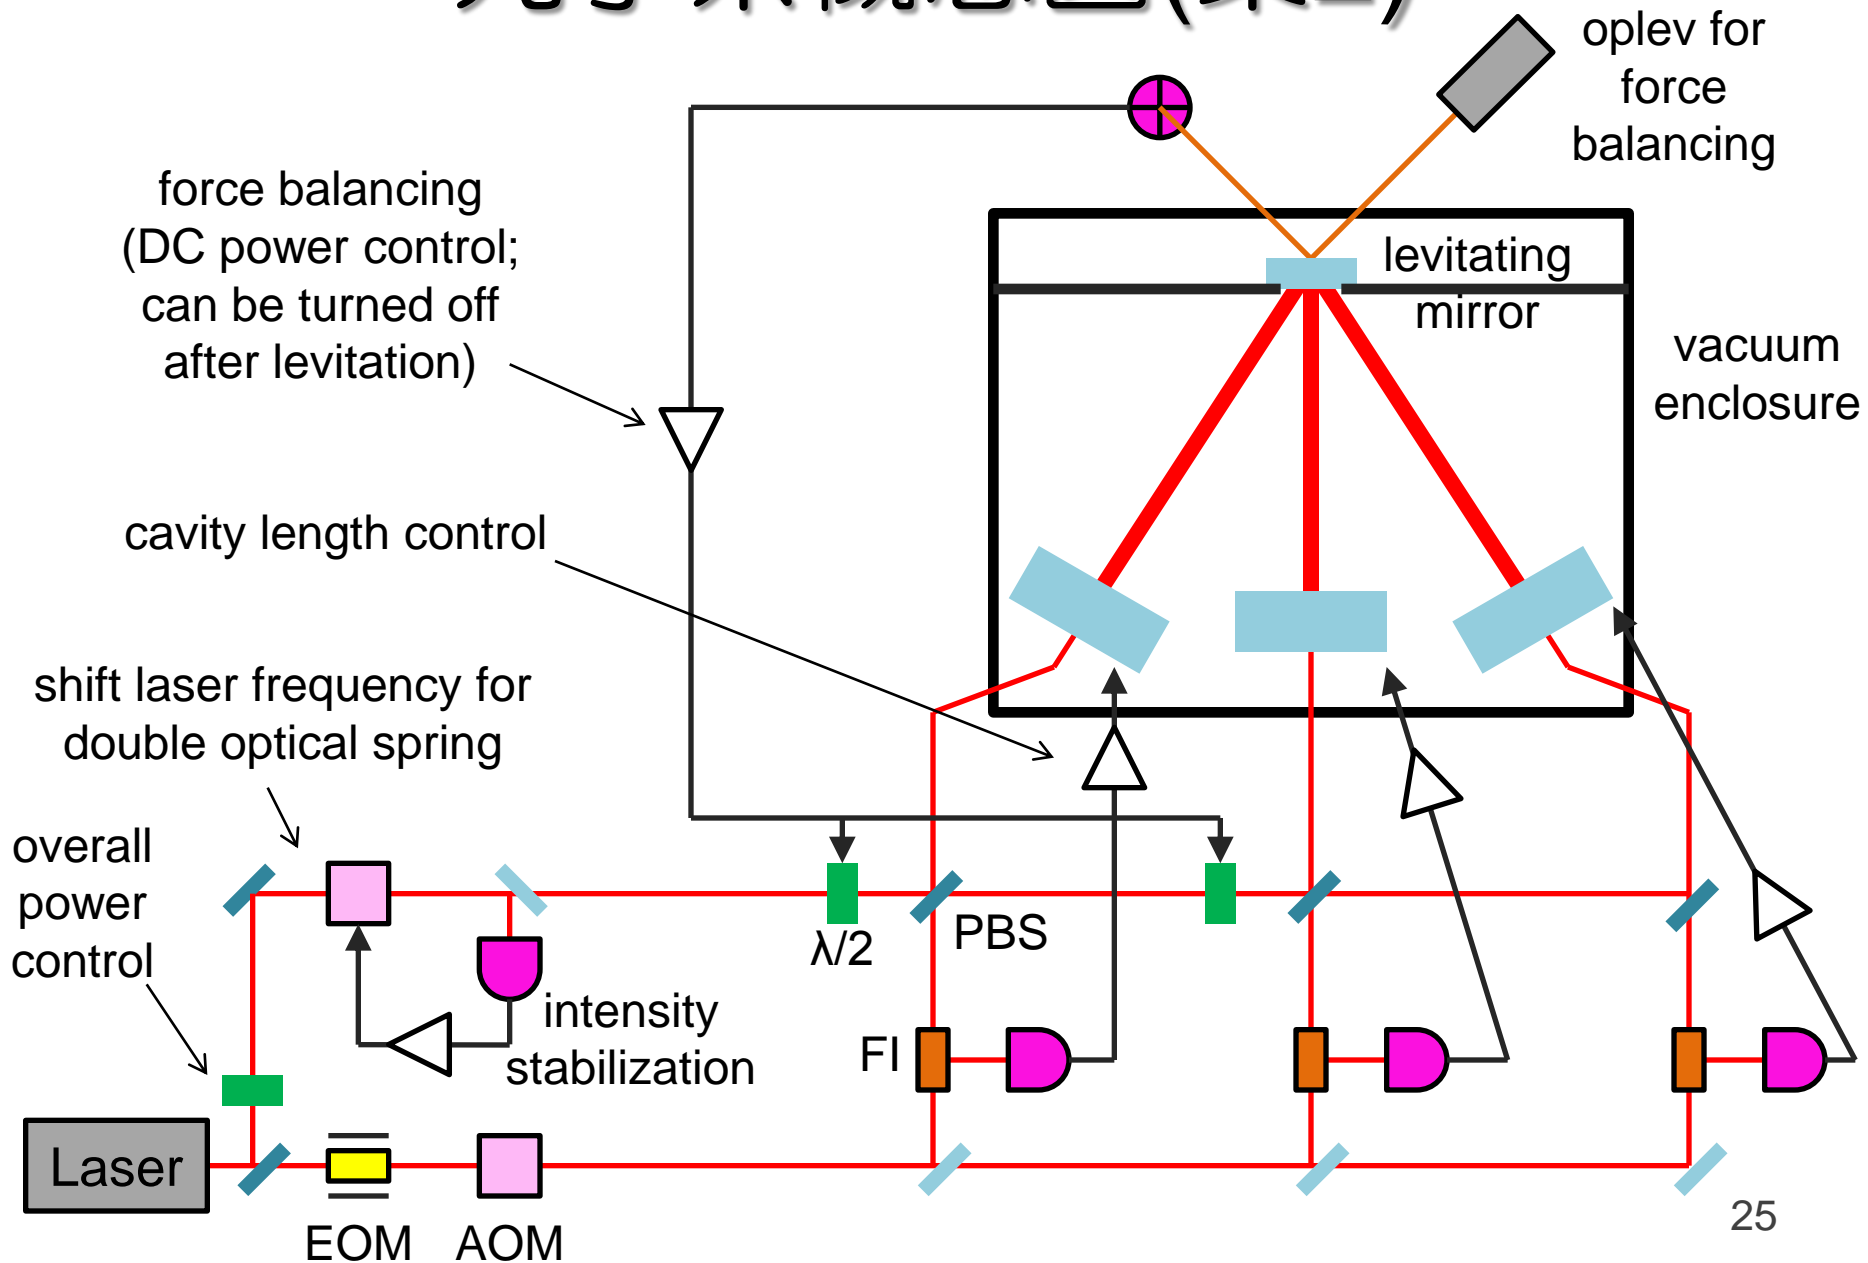 oplev for
force
balancing
force balancing
(DC power control;
can be turned off
after levitation)
levitating
mirror
vacuum
enclosure
cavity length control
shift laser frequency for
double optical spring
overall
power
control
λ/2
PBS
intensity
stabilization
FI
Laser
EOM
AOM
25